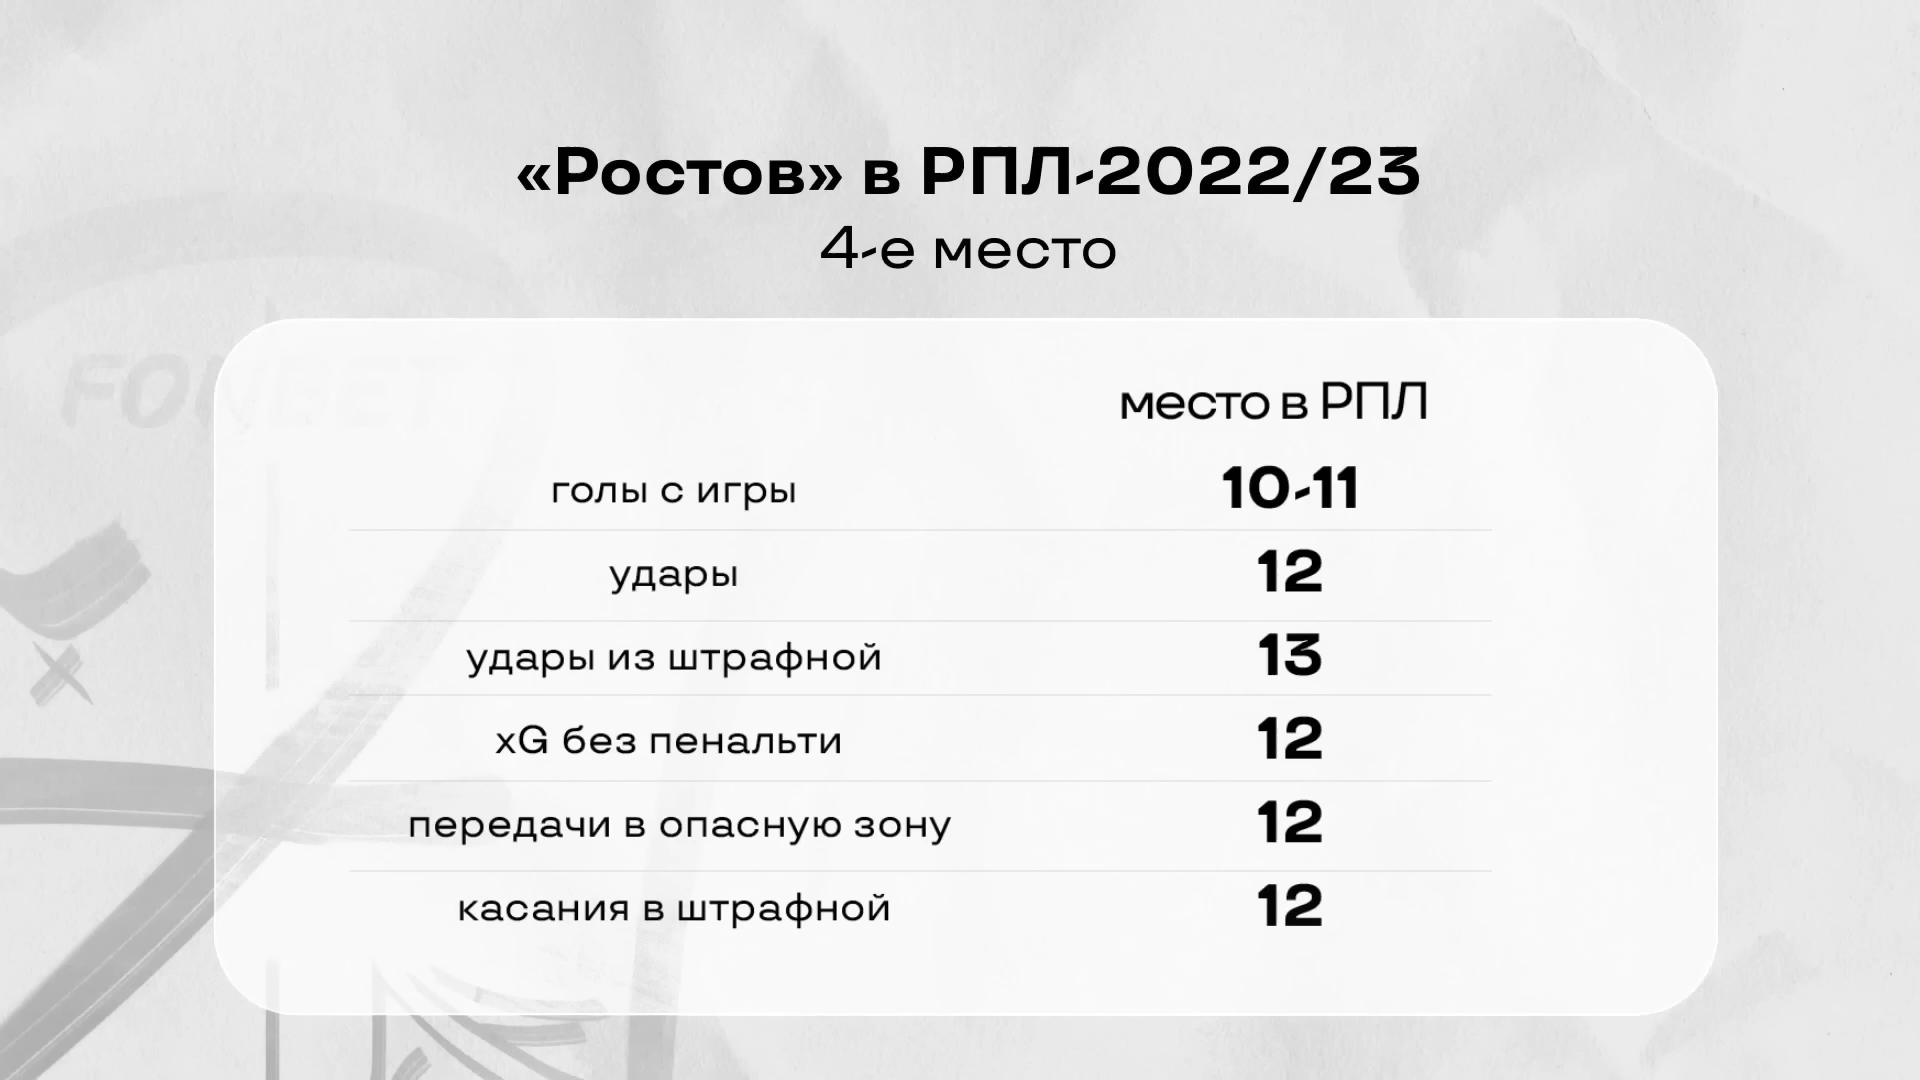 «Ростов» в РПЛ-2022/23
4-е место
FONBET
место в РПЛ
голы с игры 10-11
удары 12
удары из штрафной 13
xG без пенальти 12
передачи в опасную зону 12
касания в штрафной 12